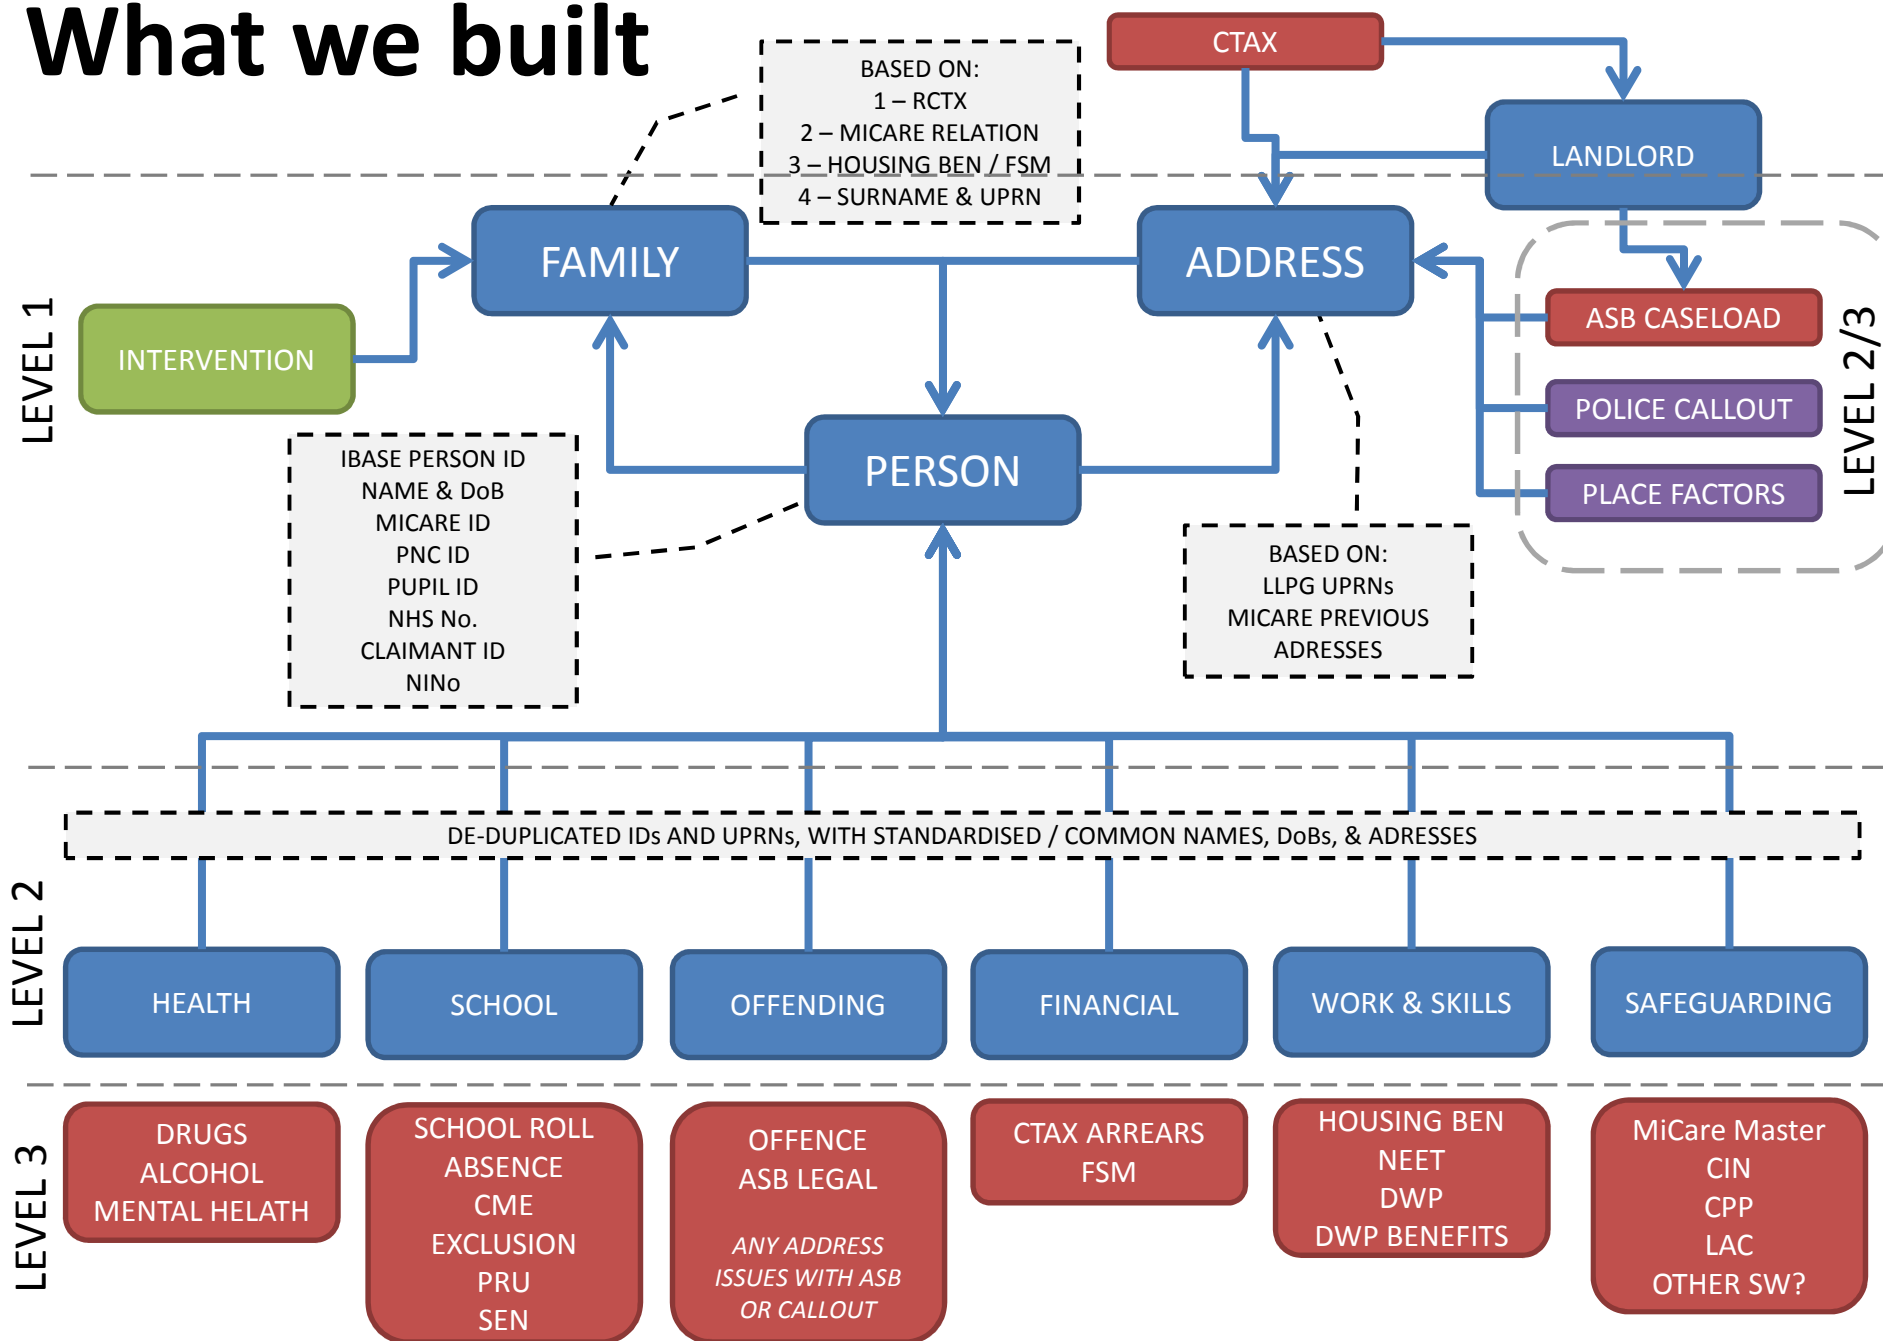 What we built
CTAX
BASED ON:
1 – RCTX
2 – MICARE RELATION
3 – HOUSING BEN / FSM
4 – SURNAME & UPRN
LANDLORD
LEVEL 1
FAMILY
ADDRESS
INTERVENTION
ASB CASELOAD
POLICE CALLOUT
PLACE FACTORS
LEVEL 2/3
PERSON
IBASE PERSON ID
NAME & DoB
MICARE ID
PNC ID
PUPIL ID
NHS No.
CLAIMANT ID
NINo
BASED ON:
LLPG UPRNs
MICARE PREVIOUS
ADRESSES
DE-DUPLICATED IDs AND UPRNs, WITH STANDARDISED / COMMON NAMES, DoBs, & ADRESSES
LEVEL 2
HEALTH
SCHOOL
OFFENDING
FINANCIAL
WORK & SKILLS
SAFEGUARDING
LEVEL 3
DRUGS
ALCOHOL
MENTAL HELATH
SCHOOL ROLL
ABSENCE
CME
EXCLUSION
PRU
SEN
OFFENCE
ASB LEGAL
ANY ADDRESS
ISSUES WITH ASB
OR CALLOUT
CTAX ARREARS
FSM
HOUSING BEN
NEET
DWP
DWP BENEFITS
MiCare Master
CIN
CPP
LAC
OTHER SW?